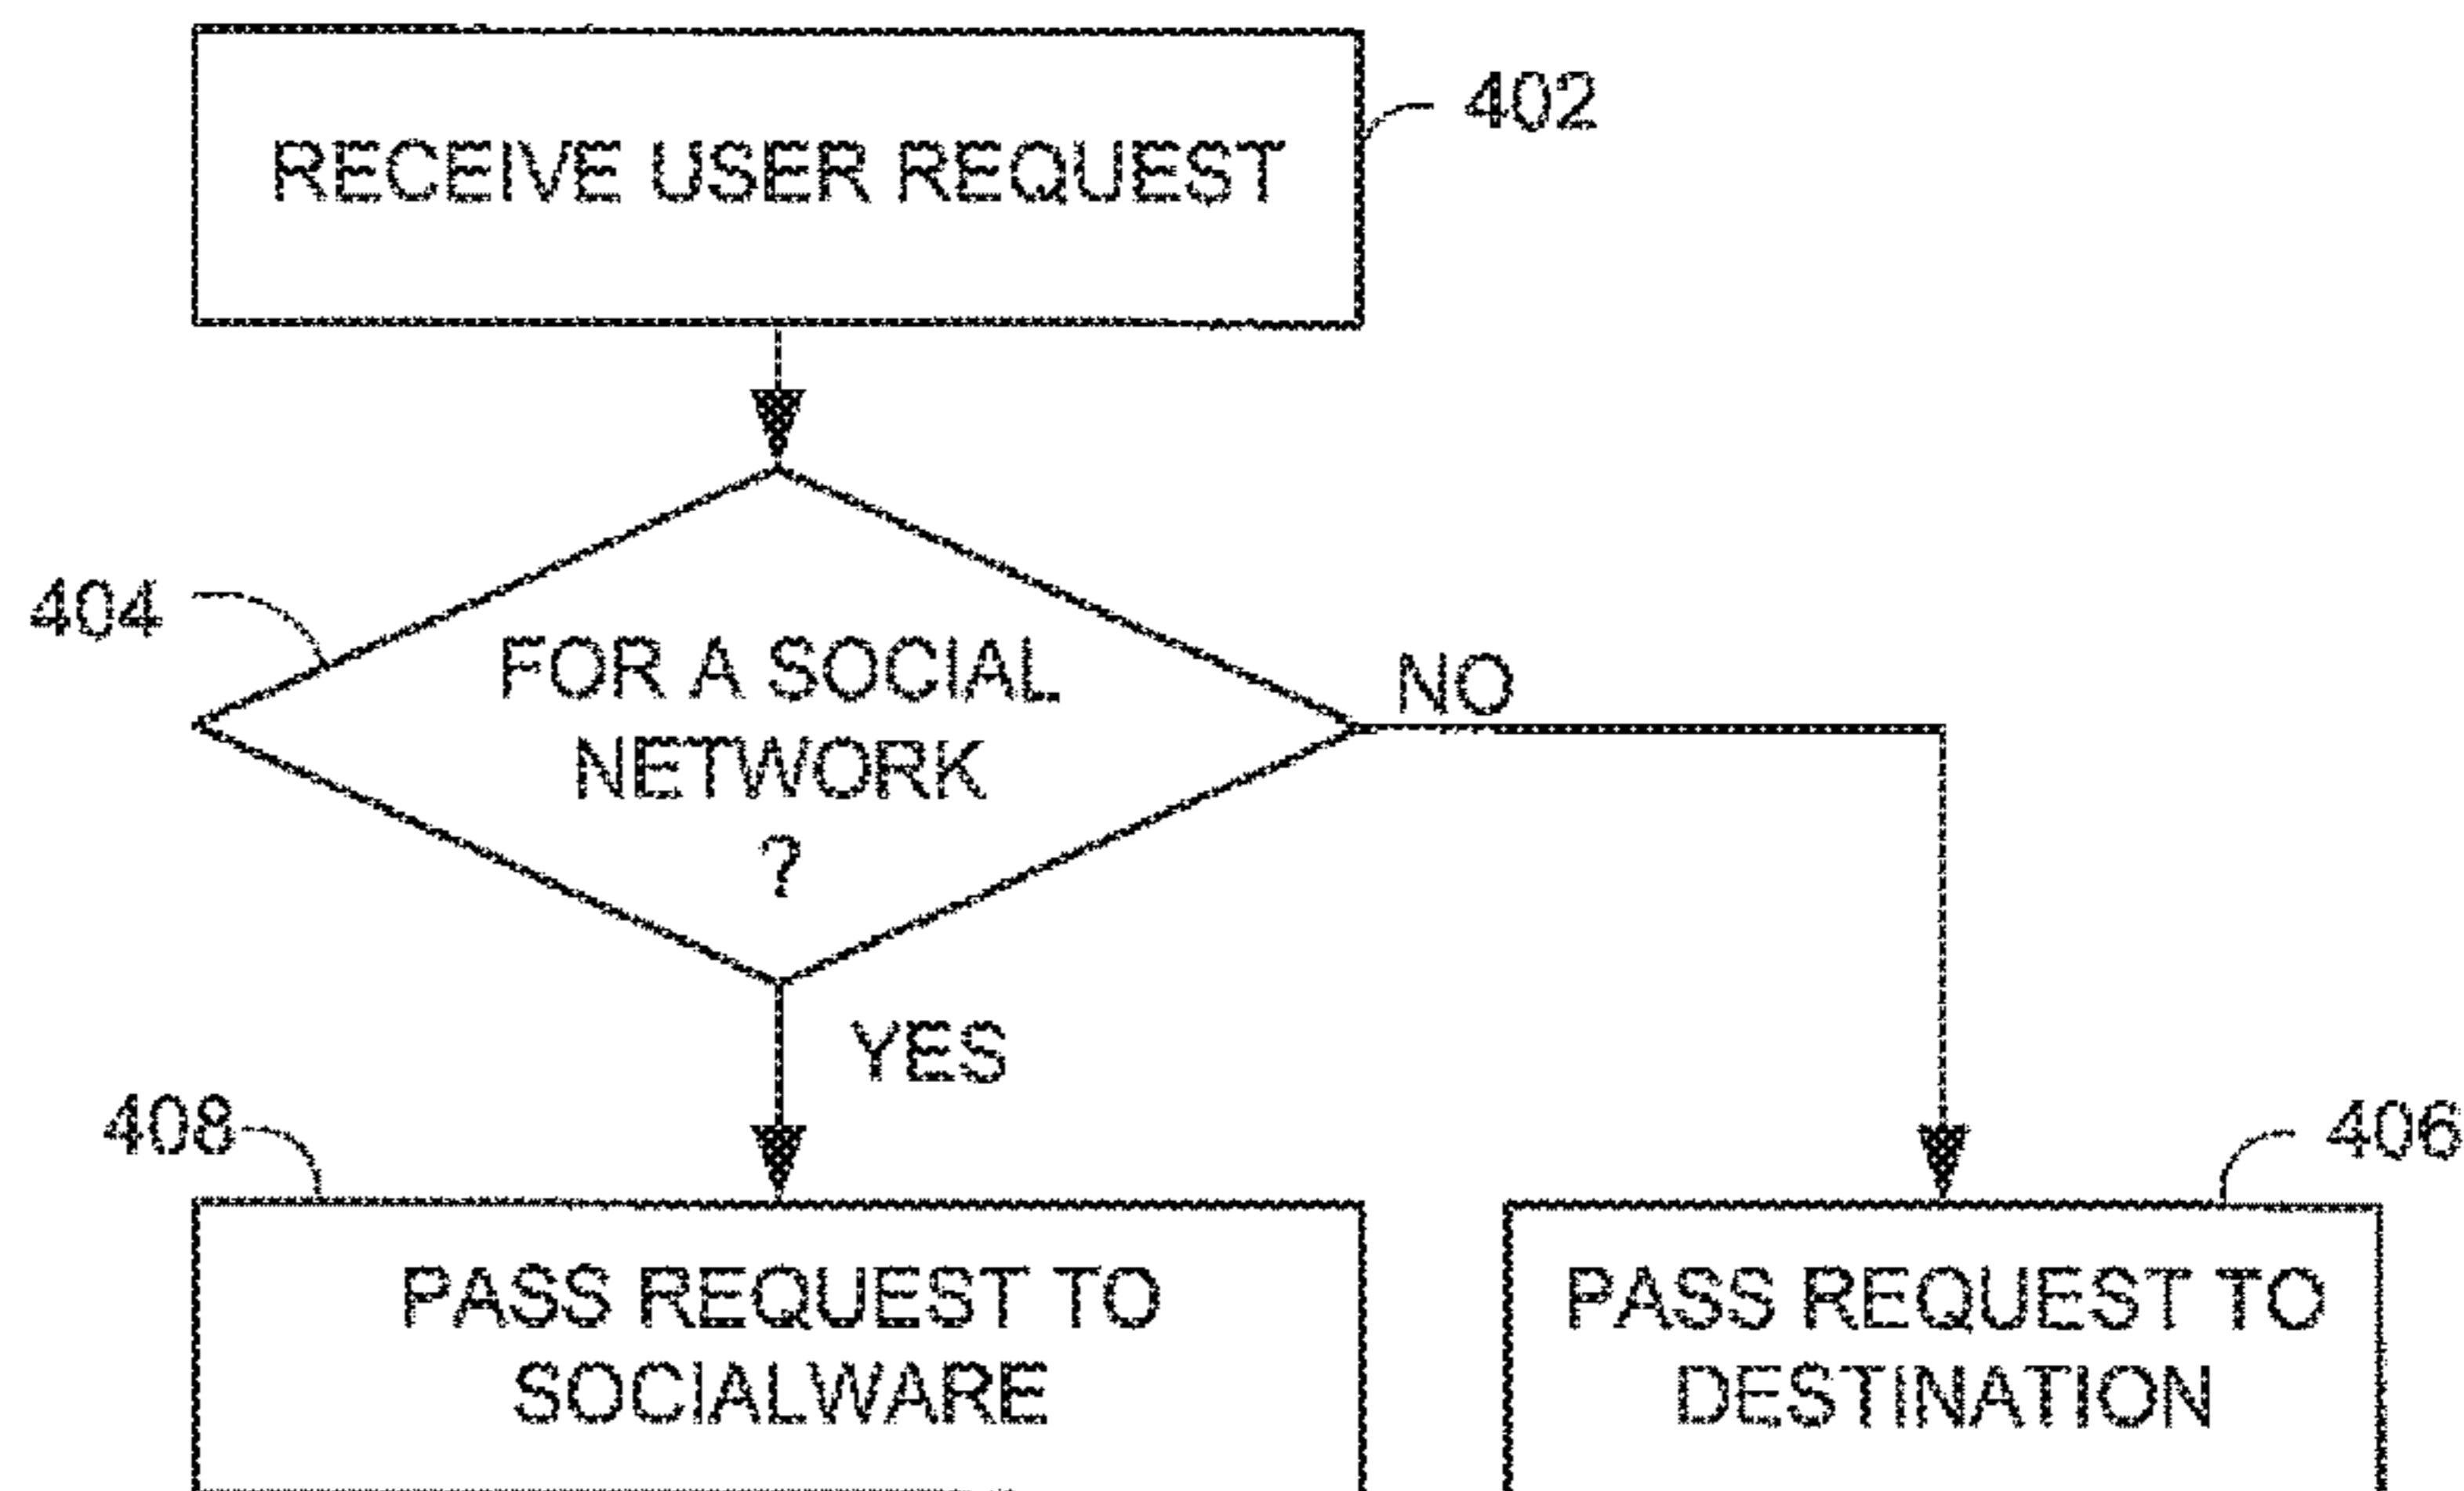 RECEIVE USER REQUEST
402
404
FOR A SOCIAL
NETWORK
?
NO
YES
408
PASS REQUEST TO
SOCIALWARE
406
PASS REQUEST TO
DESTINATION